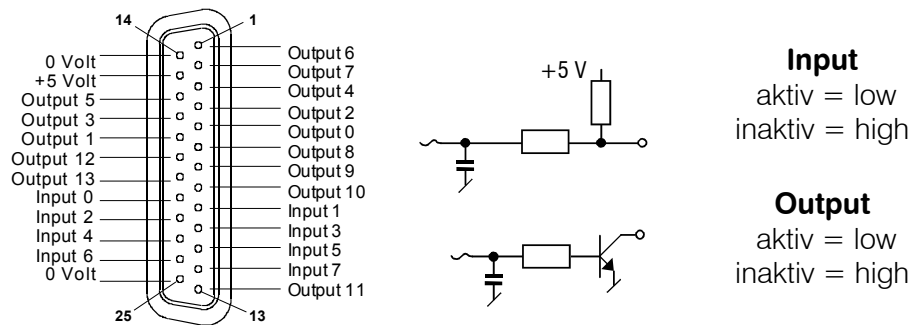 14
1
0 Volt
+5 Volt
Output 5
Output 3
Output 1
Output 12
Output 13
Input 0
Input 2
Input 4
Input 6
0 Volt
25
Output 6
Output 7
Output 4
Output 2
Output 0
Output 8
Output 9
Output 10
Input 1
Input 3
Input 5
Input 7
Output 11
13
+5 V
Input
aktiv = low
inaktiv = high
Output
aktiv = low
inaktiv = high